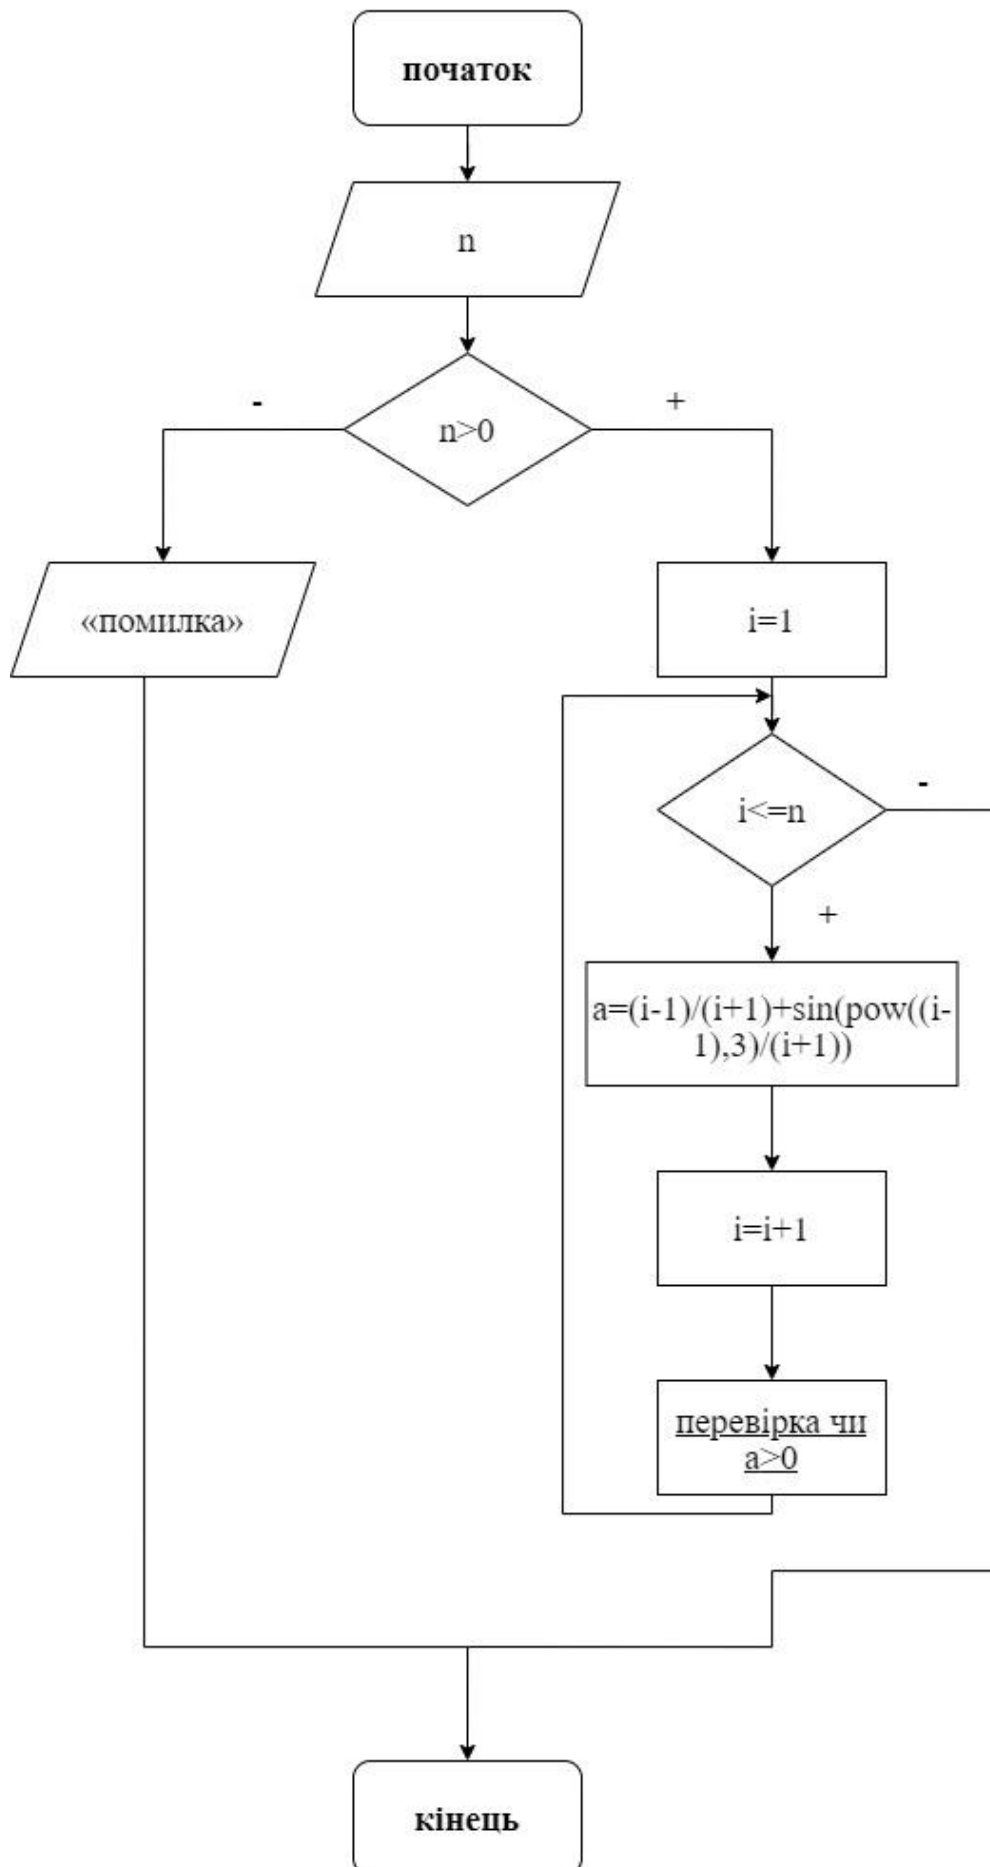 початок
n
-
+
n>0
«помилка»
i=1
-
i<=n
+
a=(i-1)/(i+1)+sin(pow((i-
1),3)/(i+1))
i=i+1
перевірка чи
a>0
кінець